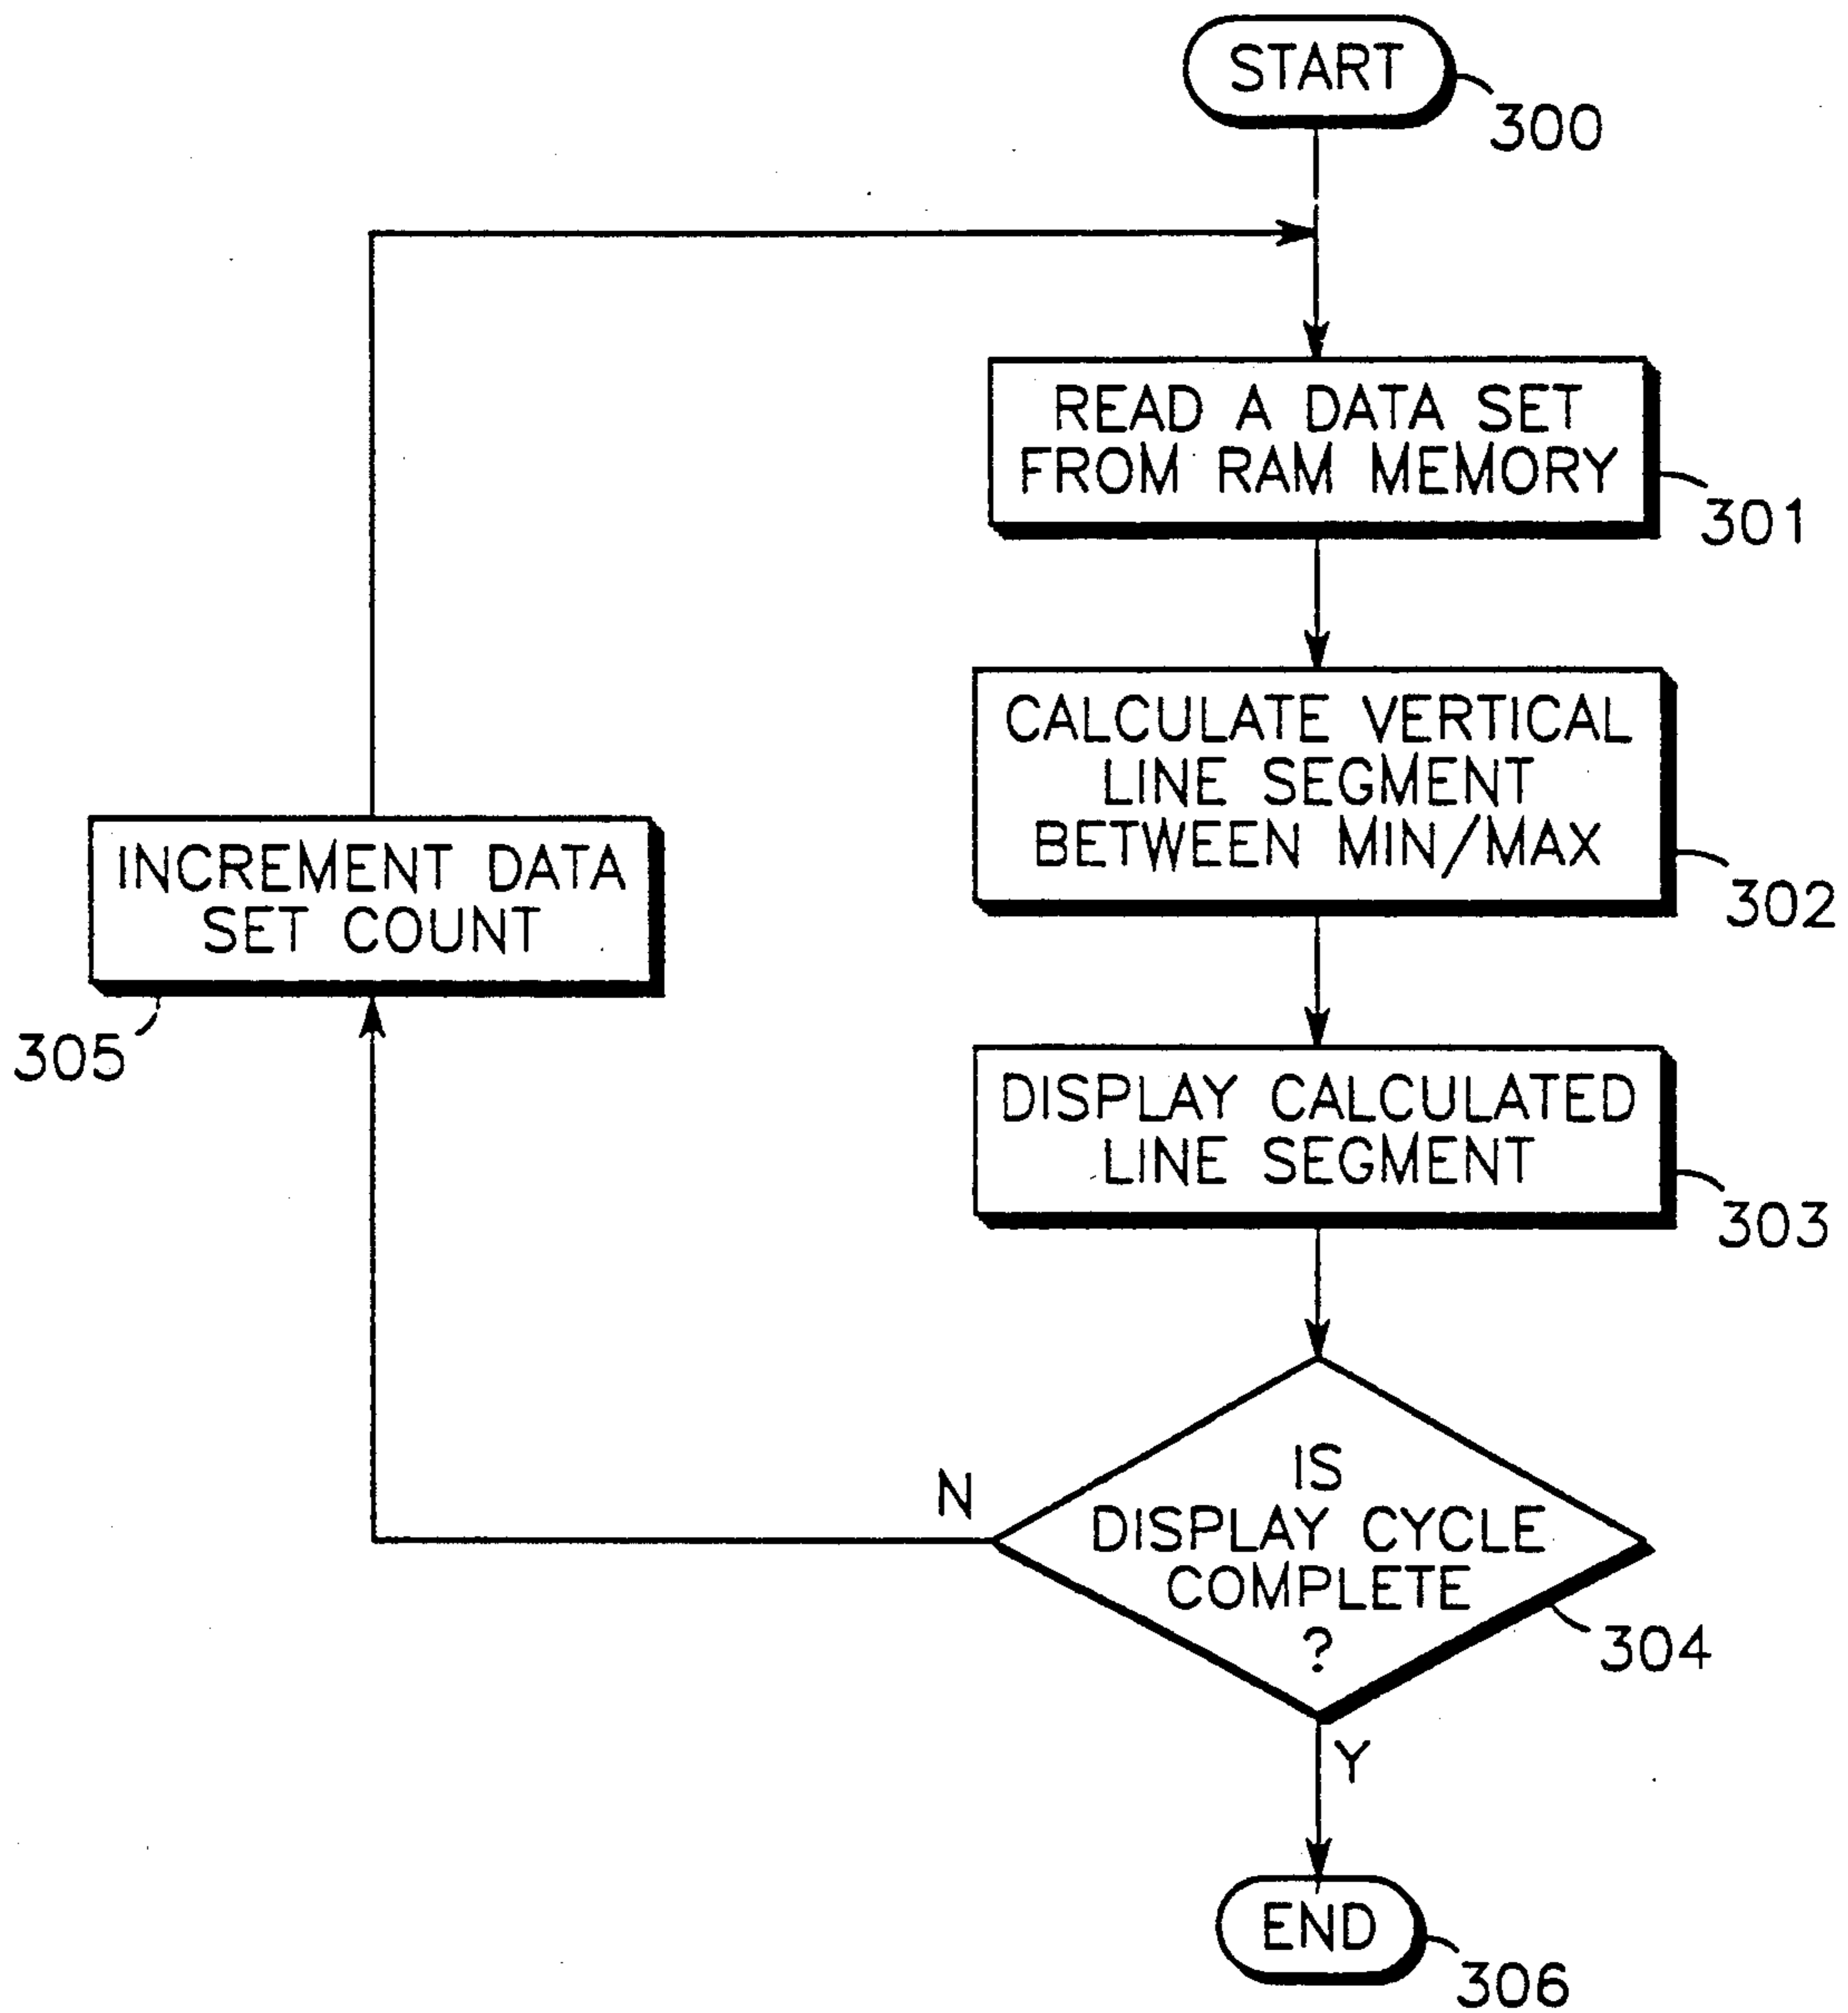 START
300
READ A DATA SET
FROM RAM MEMORY
301
CALCULATE VERTICAL
LINE SEGMENT
BETWEEN MIN/MAX
302
INCREMENT DATA
SET COUNT
305
DISPLAY CALCULATED
LINE SEGMENT
303
IS
DISPLAY CYCLE
COMPLETE
?
304
N
Y
END
306